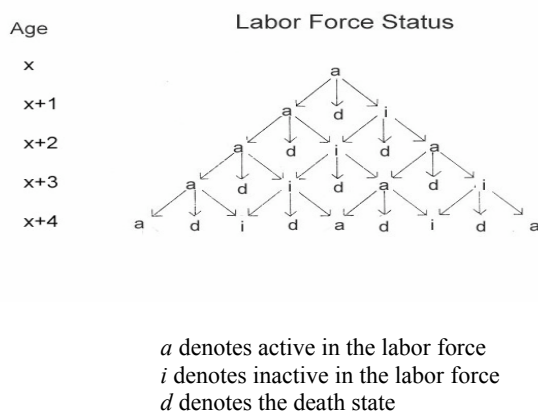 Age Labor Force Status
x a
x+1 a d i
x+2 a d i d a
x+3 a d i d a d i
x+4 a d i d a d i d a
a denotes active in the labor force
i denotes inactive in the labor force
d denotes the death state